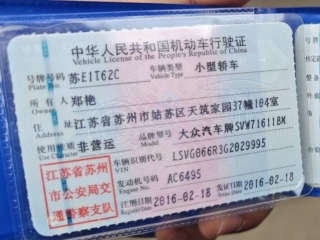 中华人民共和国机动车行驶证
Vehicle License of the People's Republic of China
号牌号码 苏E1T62C 车辆类型 小型轿车
Plate No. Vehicle Type
所有人 郑艳
住址 江苏省苏州市姑苏区天筑家园37幢104室
使用性质 非营运 品牌型号 大众汽车牌SVW71611BM
Use Character
江苏省苏州市公安局交通警察支队
车辆识别代号 LSVG066R3G2029995
发动机号码 AC6495
Engine No.
注册日期 2016-02-18 发证日期 2016-02-18
Register Date Issue Date